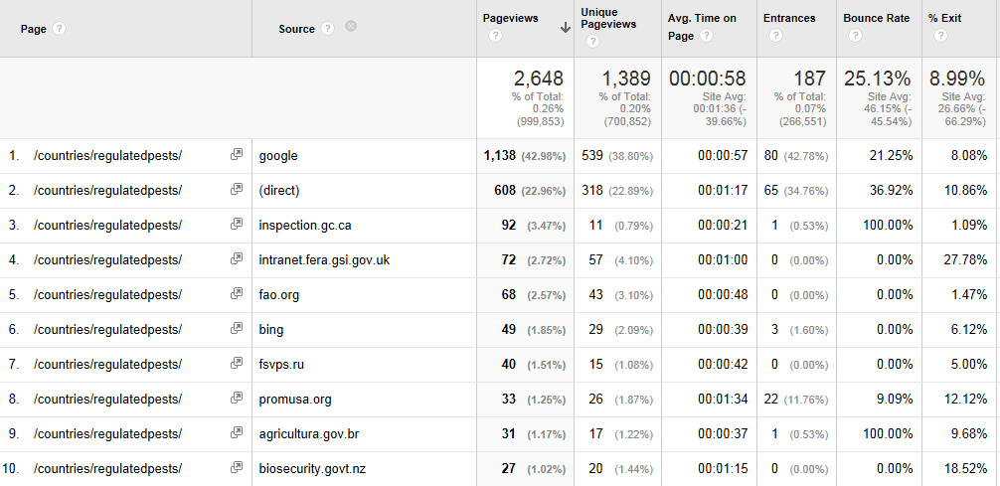 Page ? Source ? Pageviews ? Unique Pageviews ? Avg. Time on Page ? Entrances ? Bounce Rate ? % Exit ?
2,648 1,389 00:00:58 187 25.13% 8.99%
% of Total: % of Total: Site Avg: % of Total: Site Avg: Site Avg:
0.26% 0.20% 00:01:36 (- 0.07% 46.15% (- 26.66% (-
(999,853) (700,852) 39.66%) (266,551) 45.54%) 66.29%)
1. /countries/regulatedpests/ google 1,138 (42.98%) 539 (38.80%) 00:00:57 80 (42.78%) 21.25% 8.08%
2. /countries/regulatedpests/ (direct) 608 (22.96%) 318 (22.89%) 00:01:17 65 (34.76%) 36.92% 10.86%
3. /countries/regulatedpests/ inspection.gc.ca 92 (3.47%) 11 (0.79%) 00:00:21 1 (0.53%) 100.00% 1.09%
4. /countries/regulatedpests/ intranet.fera.gsi.gov.uk 72 (2.72%) 57 (4.10%) 00:01:00 0 (0.00%) 0.00% 27.78%
5. /countries/regulatedpests/ fao.org 68 (2.57%) 43 (3.10%) 00:00:48 0 (0.00%) 0.00% 1.47%
6. /countries/regulatedpests/ bing 49 (1.85%) 29 (2.09%) 00:00:39 3 (1.60%) 0.00% 6.12%
7. /countries/regulatedpests/ fsvps.ru 40 (1.51%) 15 (1.08%) 00:00:42 0 (0.00%) 0.00% 5.00%
8. /countries/regulatedpests/ promusa.org 33 (1.25%) 26 (1.87%) 00:01:34 22 (11.76%) 9.09% 12.12%
9. /countries/regulatedpests/ agricultura.gov.br 31 (1.17%) 17 (1.22%) 00:00:37 1 (0.53%) 100.00% 9.68%
10. /countries/regulatedpests/ biosecurity.govt.nz 27 (1.02%) 20 (1.44%) 00:01:15 0 (0.00%) 0.00% 18.52%